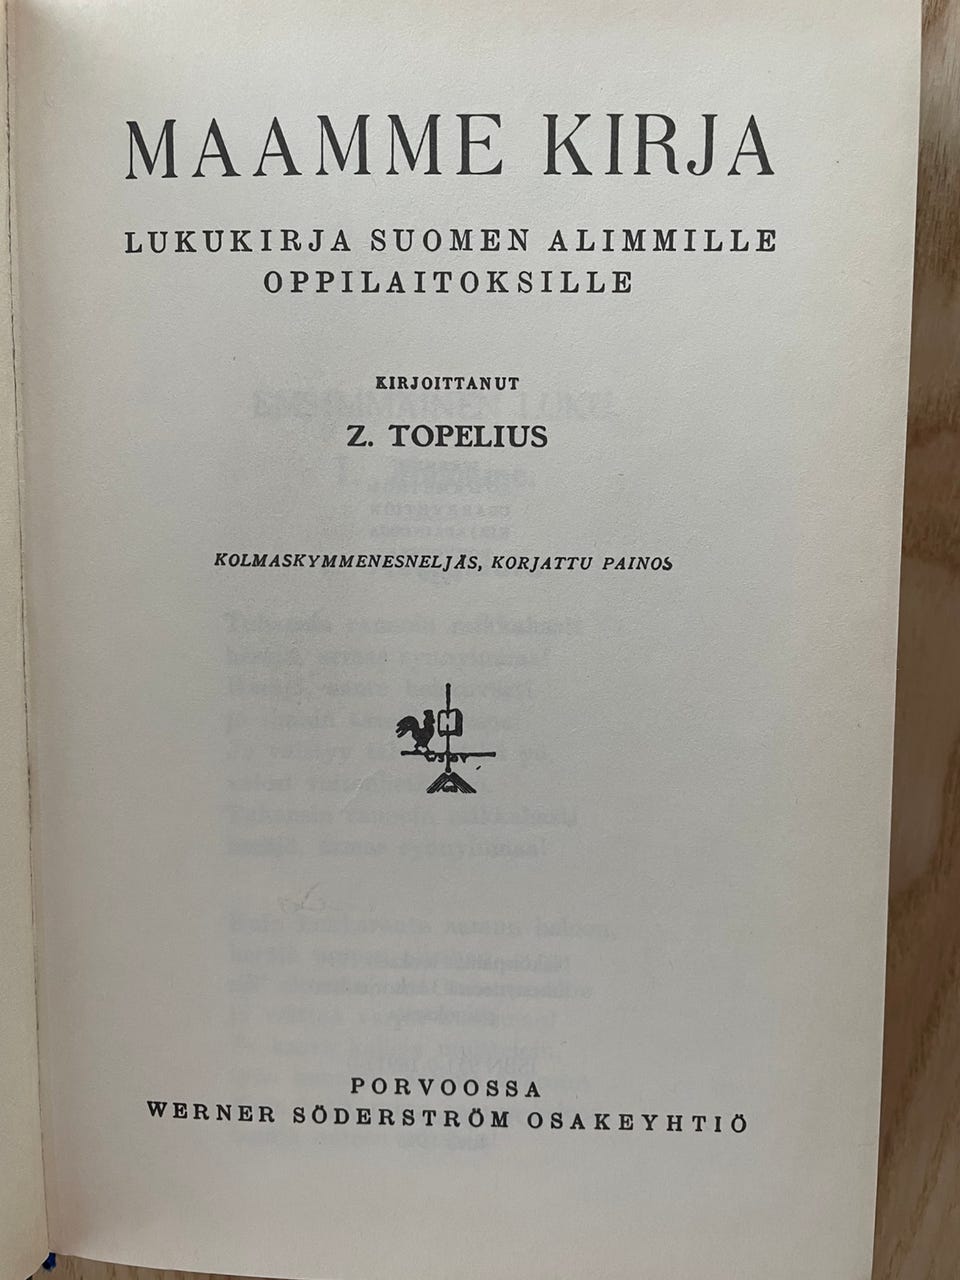 MAAMME KIRJA
LUKUKIRJA SUOMEN ALIMMILLE
OPPILAITOKSILLE
KIRJOITTANUT
Z. TOPELIUS
KOLMASKYMMENESNELJÄS, KORJATTU PAINOS
PORVOOSSA
WERNER SÖDERSTRÖM OSAKEYHTIÖ